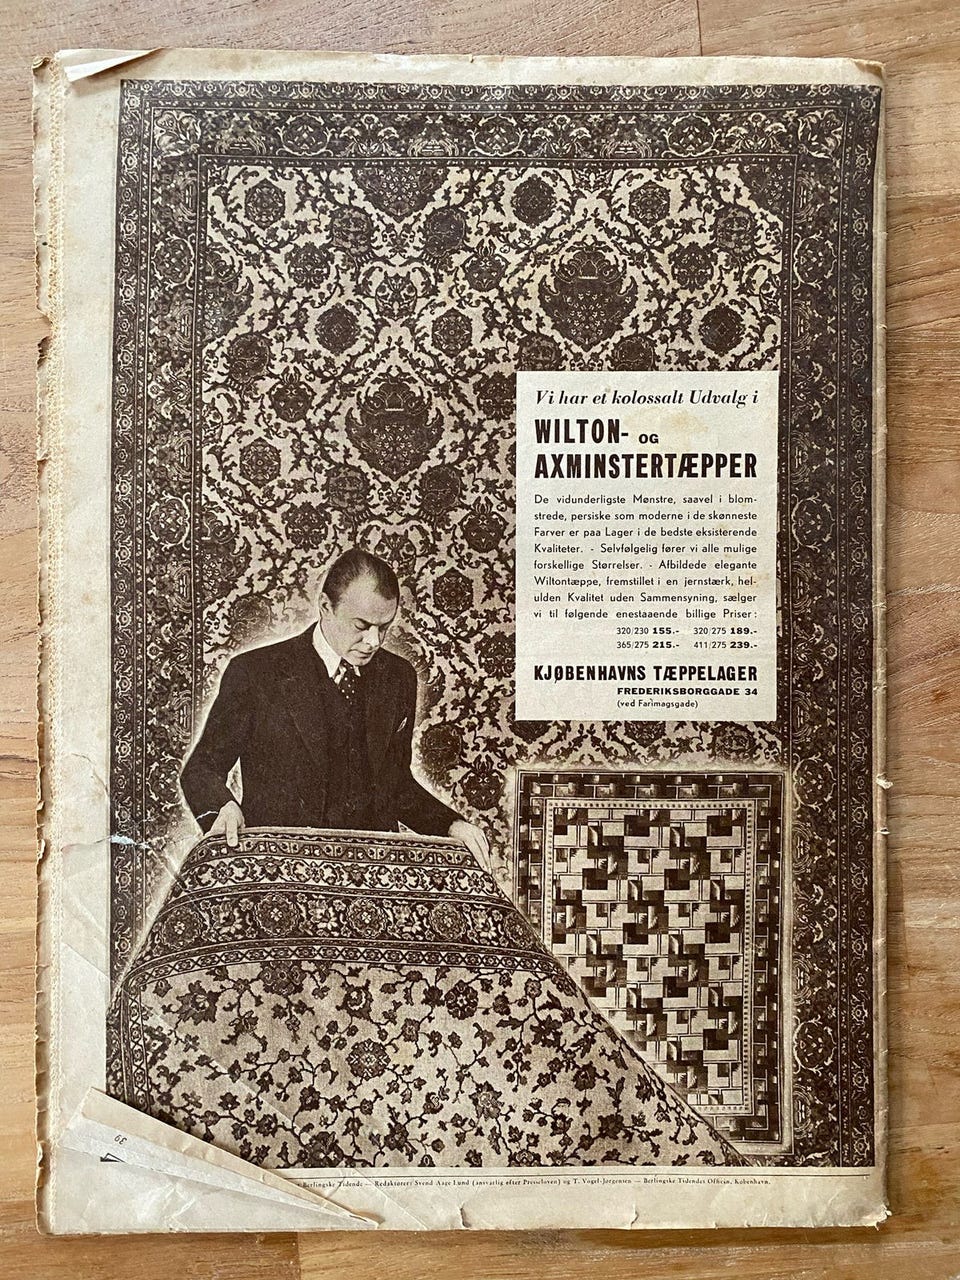 Vi har et kolossalt Udvalg i
WILTON- OG
AXMINSTERTÆPPER
De vidunderligste Mønstre, saavel i blom-
strede, persiske som moderne i de skønneste
Farver er paa Lager i de bedste eksisterende
Kvaliteter. - Selvfølgelig fører vi alle mulige
forskellige Størrelser. - Afbildede elegante
Wiltontæppe, fremstillet i en jernstærk, hel-
ulden Kvalitet uden Sammensyning, sælger
vi til følgende enestaaende billige Priser:
320/230 155.- 320/275 189.-
365/275 215.- 411/275 239.-
KJØBENHAVNS TÆPPELAGER
FREDERIKSBORGGADE 34
(ved Farimagsgade)
39
Berlingske Tidende — Redaktører: Svend Aage Lund (ansvarlig efter Presseloven) og T. Vogel-Jørgensen — Berlingske Tidendes Officin, København.